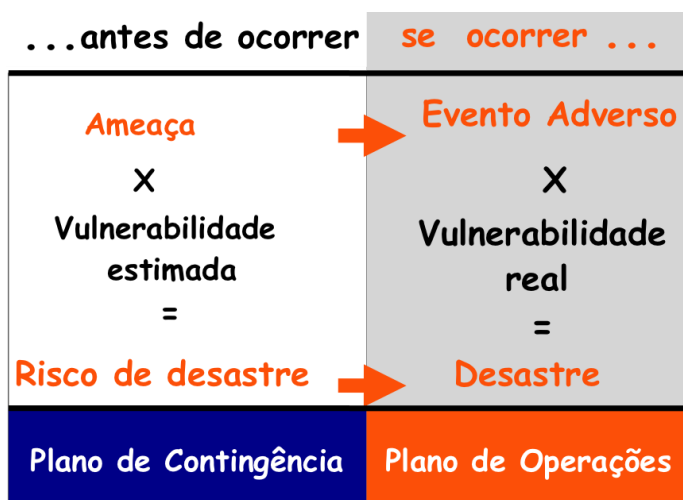 ...antes de ocorrer
Ameaça
X
Vulnerabilidade
estimada
=
Risco de desastre
Plano de Contingência
se ocorrer ...
Evento Adverso
X
Vulnerabilidade
real
=
Desastre
Plano de Operações